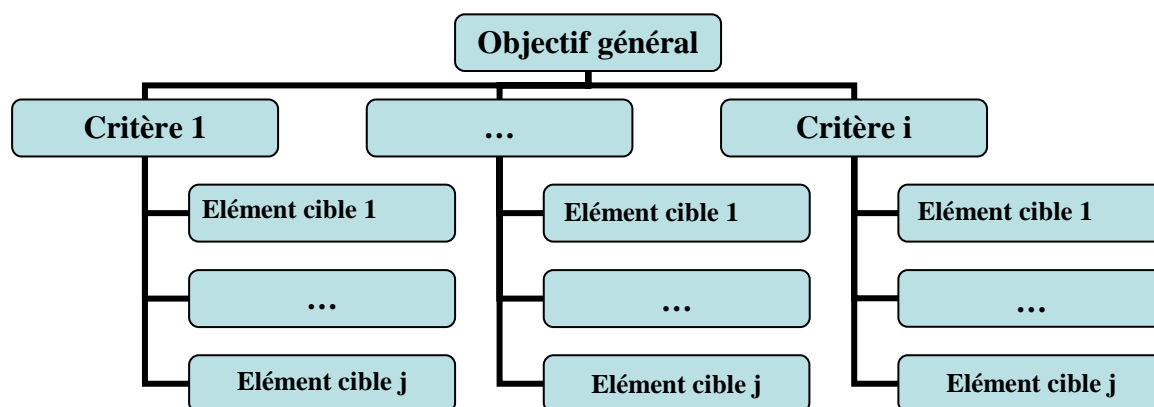 Objectif général
Critère 1
...
Critère i
Elément cible 1
Elément cible 1
Elément cible 1
...
...
...
Elément cible j
Elément cible j
Elément cible j